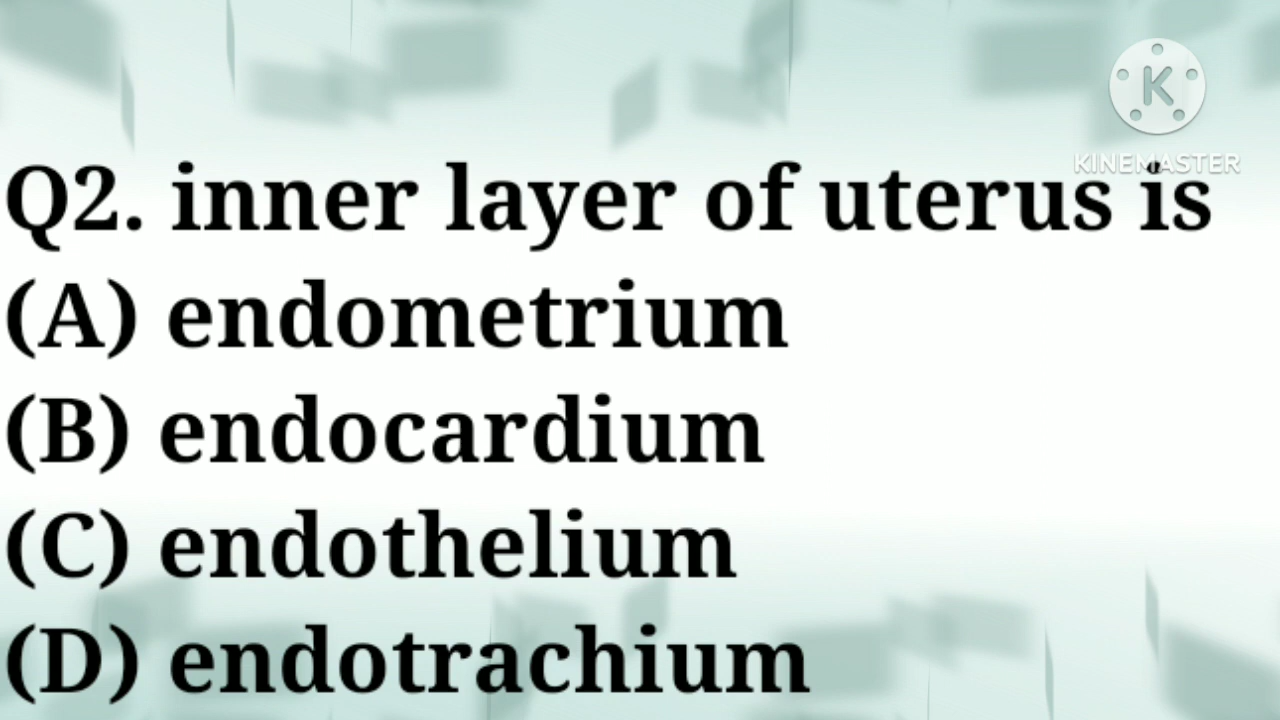 KINEMASTER
Q2. inner layer of uterus is
(A) endometrium
(B) endocardium
(C) endothelium
(D) endotrachium